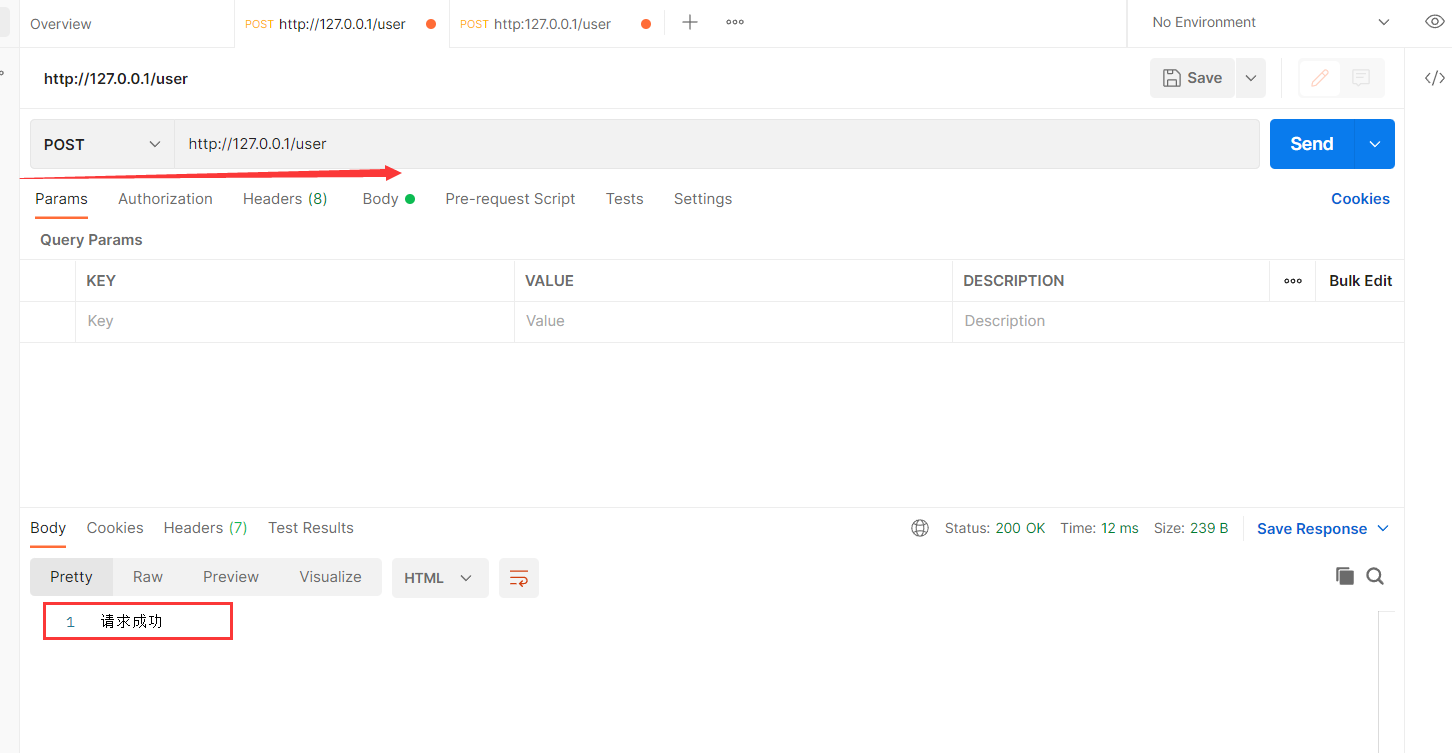 Overview POST http://127.0.0.1/user POST http:127.0.0.1/user No Environment
http://127.0.0.1/user Save
POST http://127.0.0.1/user Send
Params Authorization Headers (8) Body Pre-request Script Tests Settings Cookies
Query Params
KEY VALUE DESCRIPTION Bulk Edit
Key Value Description
Body Cookies Headers (7) Test Results Status: 200 OK Time: 12 ms Size: 239 B Save Response
Pretty Raw Preview Visualize HTML
1 请求成功